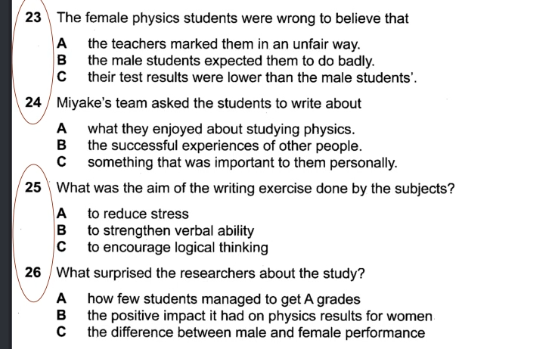 23 The female physics students were wrong to believe that
A the teachers marked them in an unfair way.
B the male students expected them to do badly.
C their test results were lower than the male students'.
24 Miyake's team asked the students to write about
A what they enjoyed about studying physics.
B the successful experiences of other people.
C something that was important to them personally.
25 What was the aim of the writing exercise done by the subjects?
A to reduce stress
B to strengthen verbal ability
C to encourage logical thinking
26 What surprised the researchers about the study?
A how few students managed to get A grades
B the positive impact it had on physics results for women
C the difference between male and female performance